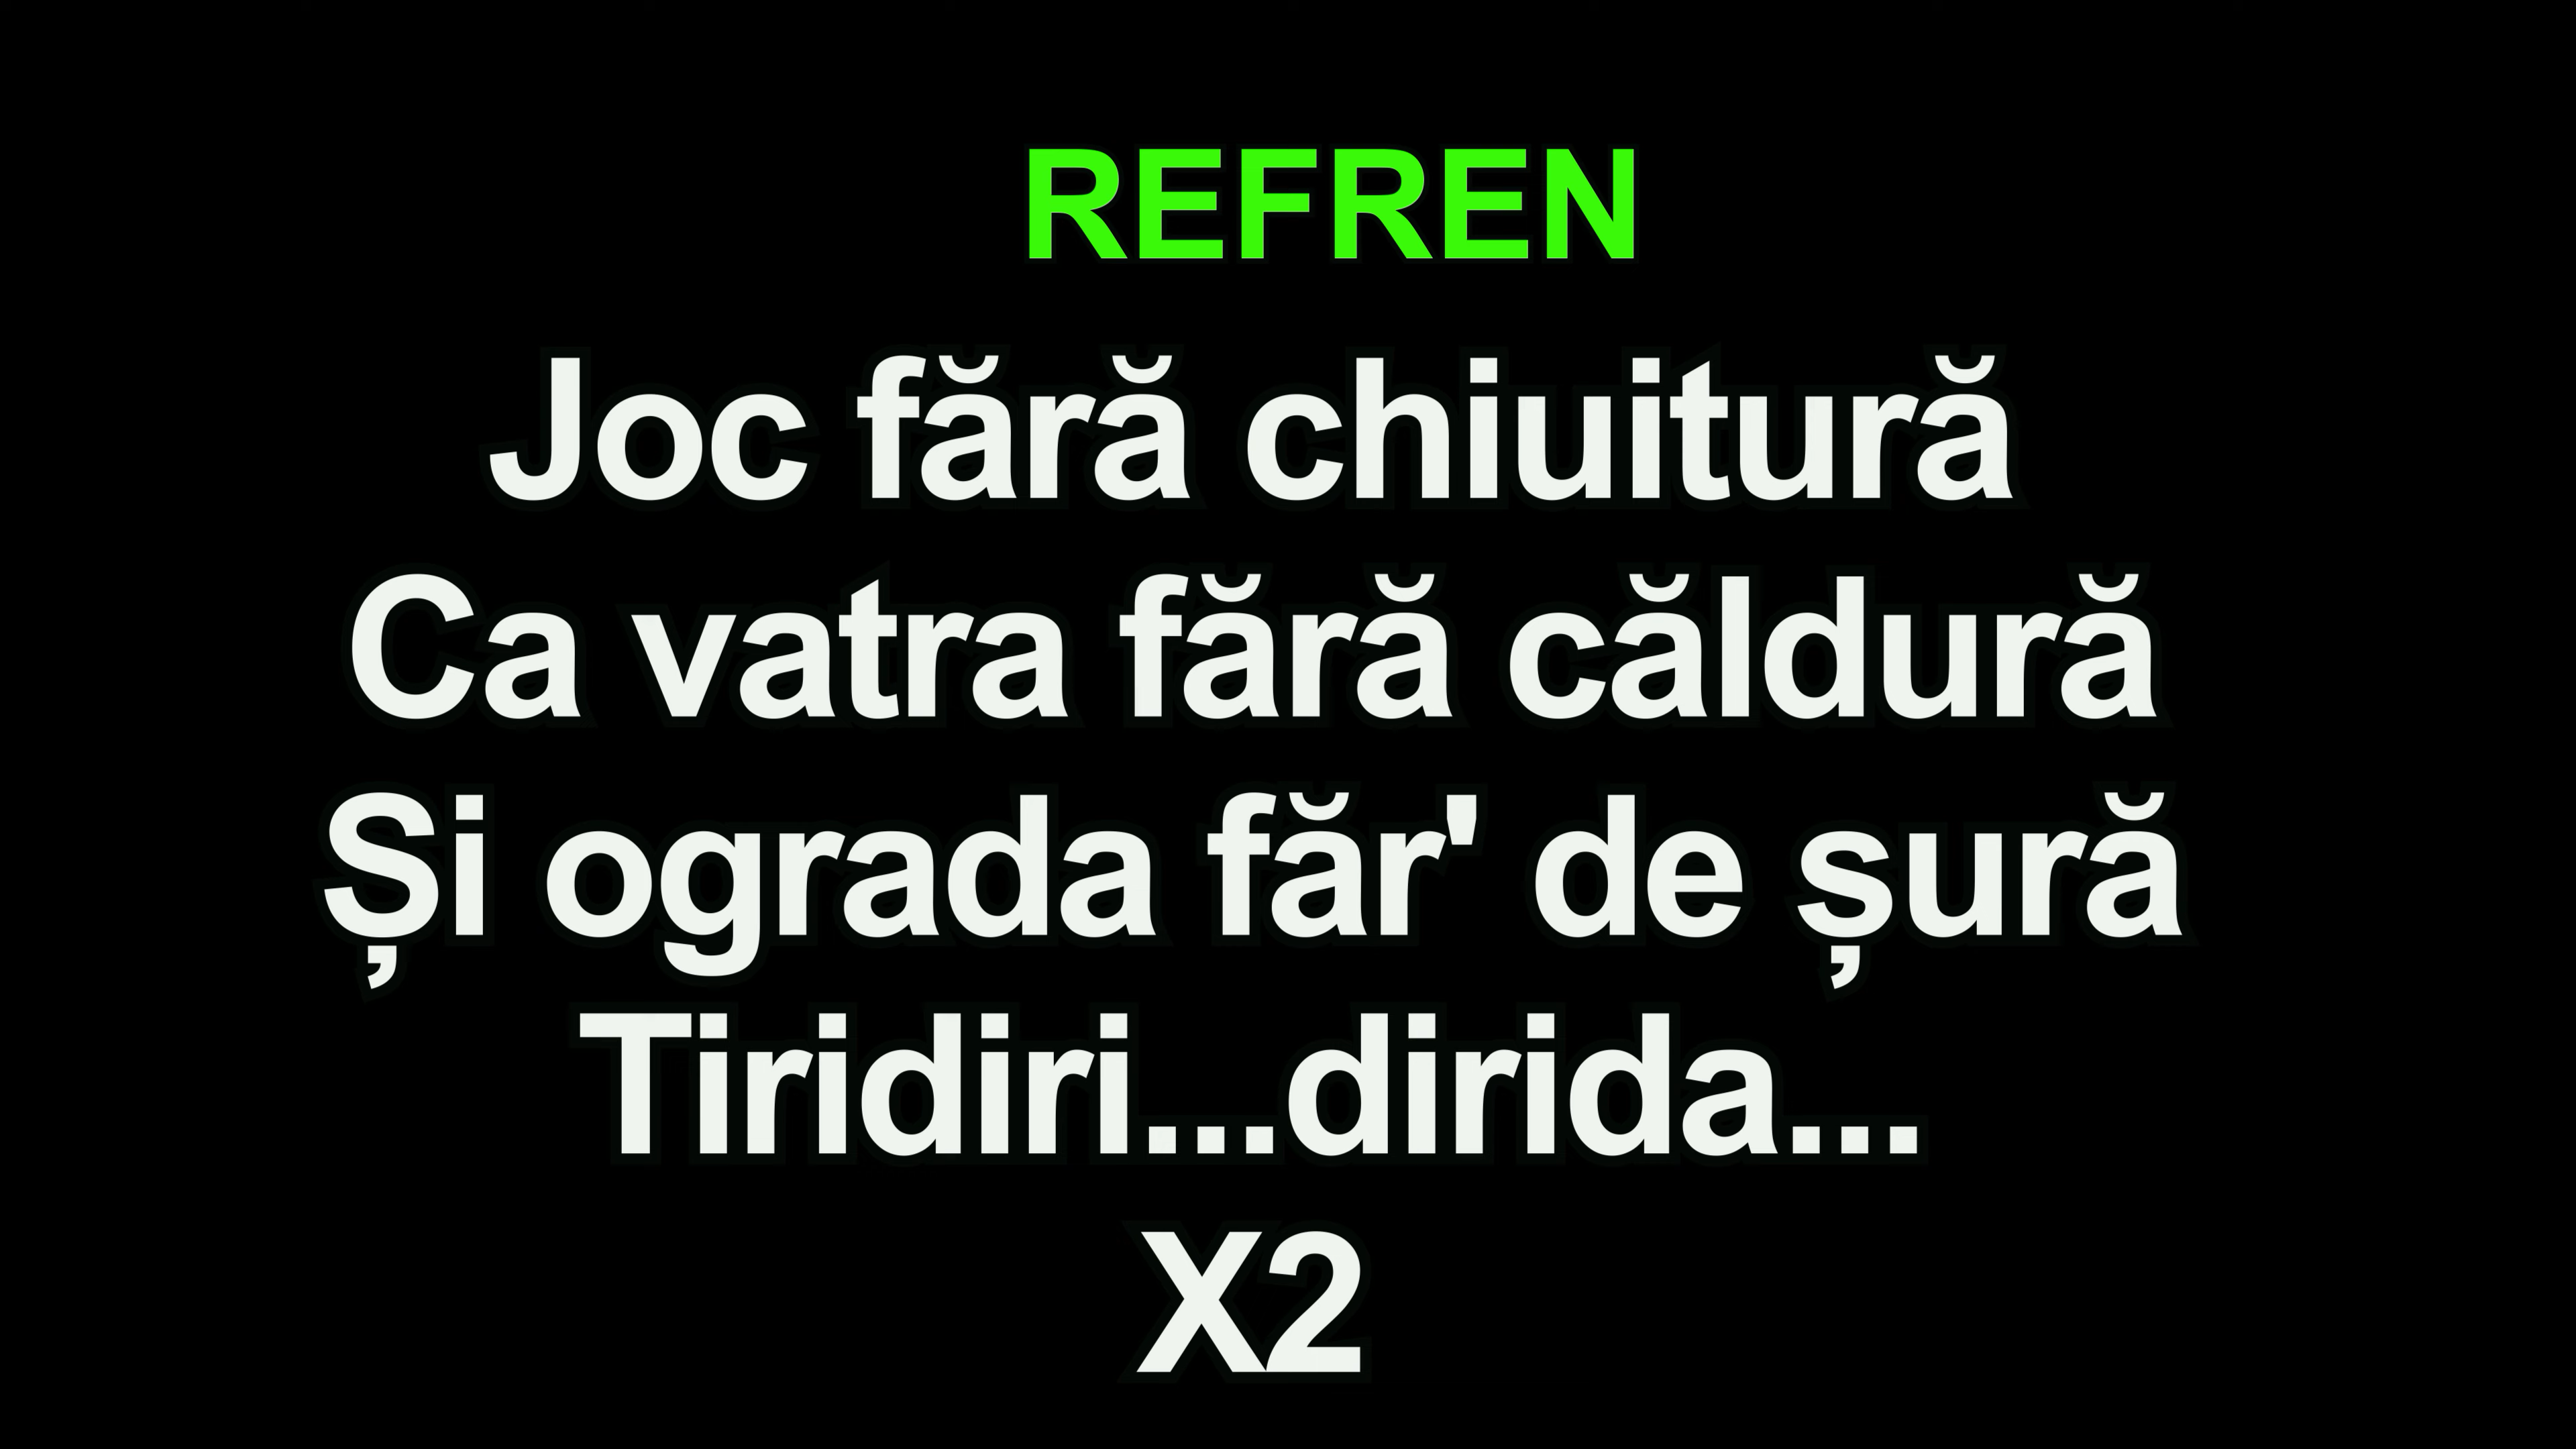 REFREN
Joc fără chiuitură
Ca vatra fără căldură
Și ograda făr' de șură
Tiridiri...dirida...
X2